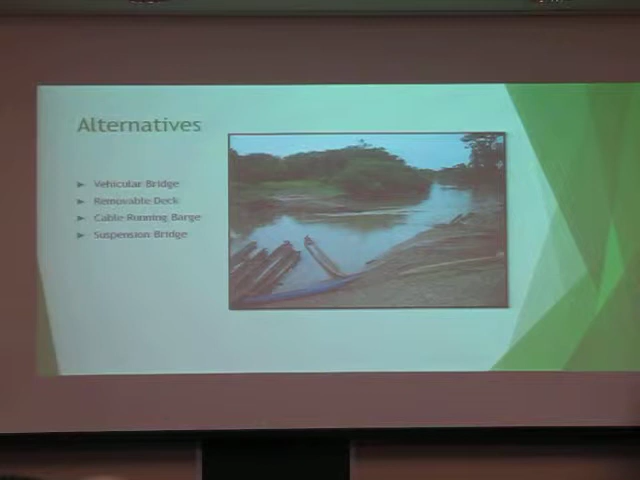 Alternatives
Vehicular Bridge
Removable Deck
Cable Running Barge
Suspension Bridge